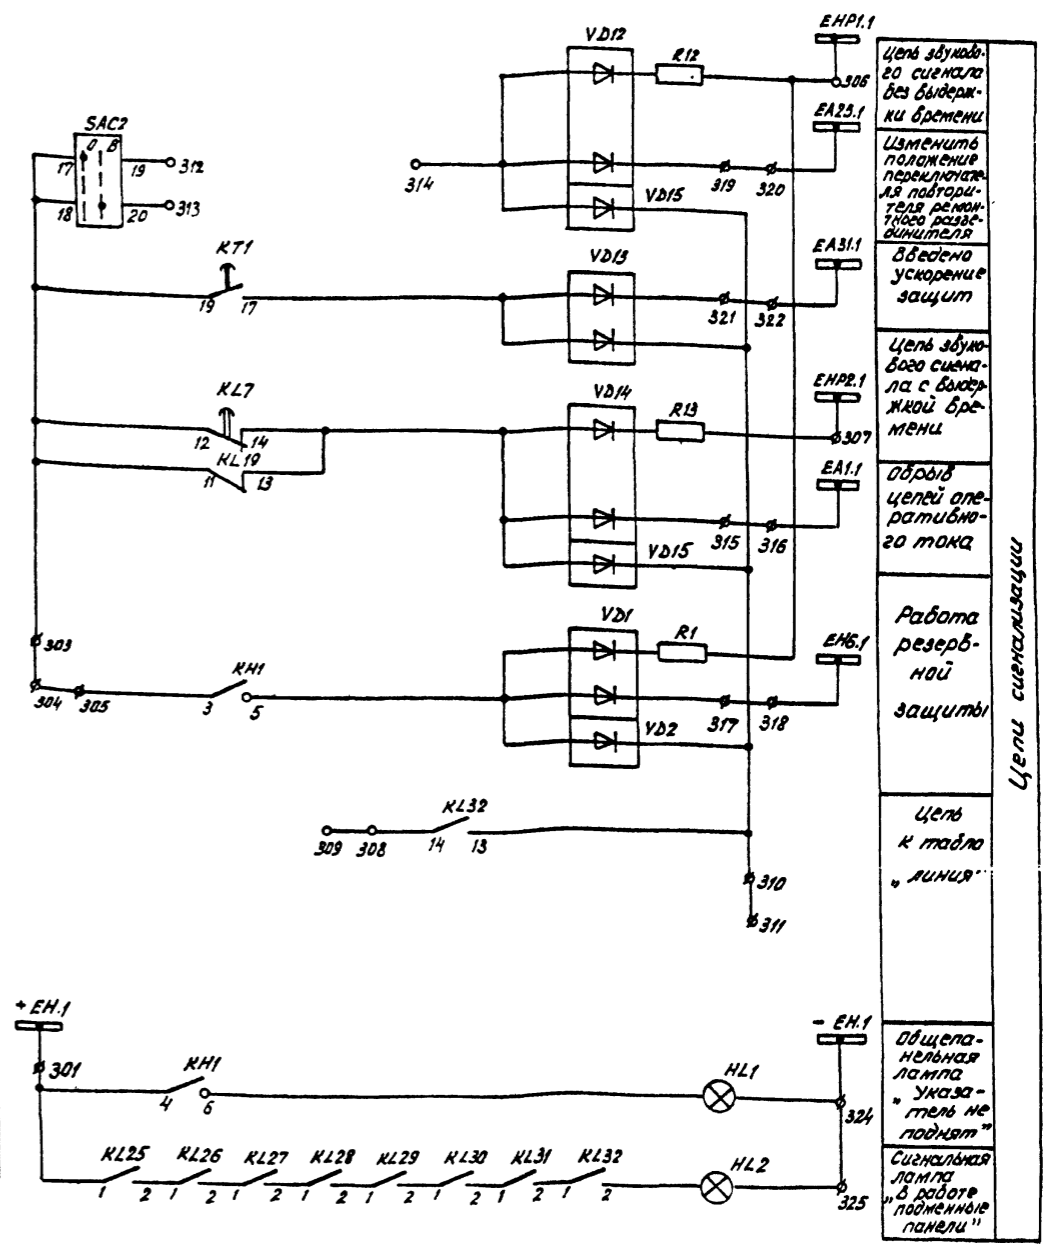 VD12
R12
EHP1.1
306
Цепь звуково-
го сигнала
без выдерж-
ки времени
SAC2
О В
17
19
312
18
20
313
314
319
320
EA23.1
VD15
Изменить
положение
переключате-
ля повтори-
теля ремон-
тного разъе-
динителя
KT1
19
17
VD13
321
322
EA31.1
Введено
ускорение
защит
KL7
12
14
KL19
11
13
VD14
R13
EHP2.1
307
Цепь звуко-
вого сигна-
ла с выдер-
жкой вре-
мени
315
316
EA1.1
VD15
Обрыв
цепей опе-
ративно-
го тока
303
304
305
KH1
3
5
VD1
R1
317
318
EH6.1
VD2
Работа
резерв-
ной
защиты
309
308
KL32
14
13
310
311
Цепь
к табло
„линия"
+ EH.1
301
KH1
4
6
HL1
- EH.1
324
Общепа-
нельная
лампа
„Указа-
тель не
поднят"
KL25
KL26
KL27
KL28
KL29
KL30
KL31
KL32
HL2
1
2
1
2
1
2
1
2
1
2
1
2
1
2
1
2
325
Сигнальная
лампа
„В работе
подменные
панели"
Цепи сигнализации